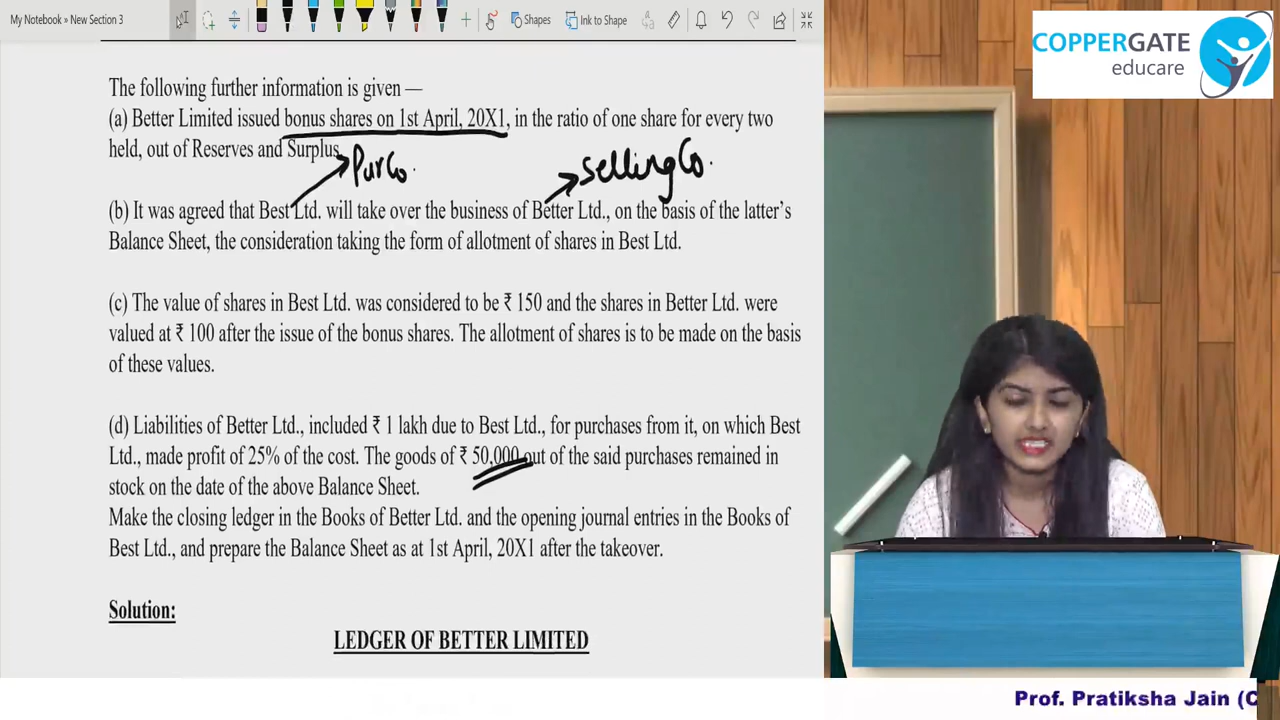 My Notebook » New Section 3
Shapes
Ink to Shape
COPPERGATE
educare
The following further information is given —
(a) Better Limited issued bonus shares on 1st April, 20X1, in the ratio of one share for every two
held, out of Reserves and Surplus.
PurCo.
Selling Co.
(b) It was agreed that Best Ltd. will take over the business of Better Ltd., on the basis of the latter's
Balance Sheet, the consideration taking the form of allotment of shares in Best Ltd.
(c) The value of shares in Best Ltd. was considered to be ₹ 150 and the shares in Better Ltd. were
valued at ₹ 100 after the issue of the bonus shares. The allotment of shares is to be made on the basis
of these values.
(d) Liabilities of Better Ltd., included ₹ 1 lakh due to Best Ltd., for purchases from it, on which Best
Ltd., made profit of 25% of the cost. The goods of ₹ 50,000 out of the said purchases remained in
stock on the date of the above Balance Sheet.
Make the closing ledger in the Books of Better Ltd. and the opening journal entries in the Books of
Best Ltd., and prepare the Balance Sheet as at 1st April, 20X1 after the takeover.
Solution:
LEDGER OF BETTER LIMITED
Prof. Pratiksha Jain (C